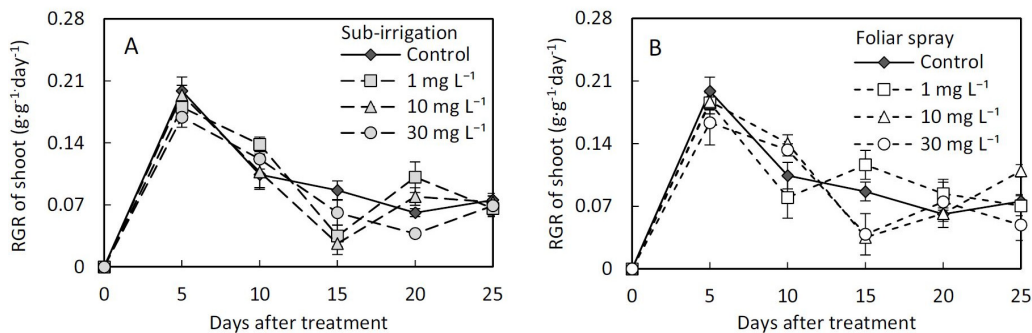 0.28
0.21
0.14
0.07
0
RGR of shoot (g·g⁻¹·day⁻¹)
A
Sub-irrigation
Control
1 mg L⁻¹
10 mg L⁻¹
30 mg L⁻¹
0 5 10 15 20 25
Days after treatment
0.28
0.21
0.14
0.07
0
RGR of shoot (g·g⁻¹·day⁻¹)
B
Foliar spray
Control
1 mg L⁻¹
10 mg L⁻¹
30 mg L⁻¹
0 5 10 15 20 25
Days after treatment